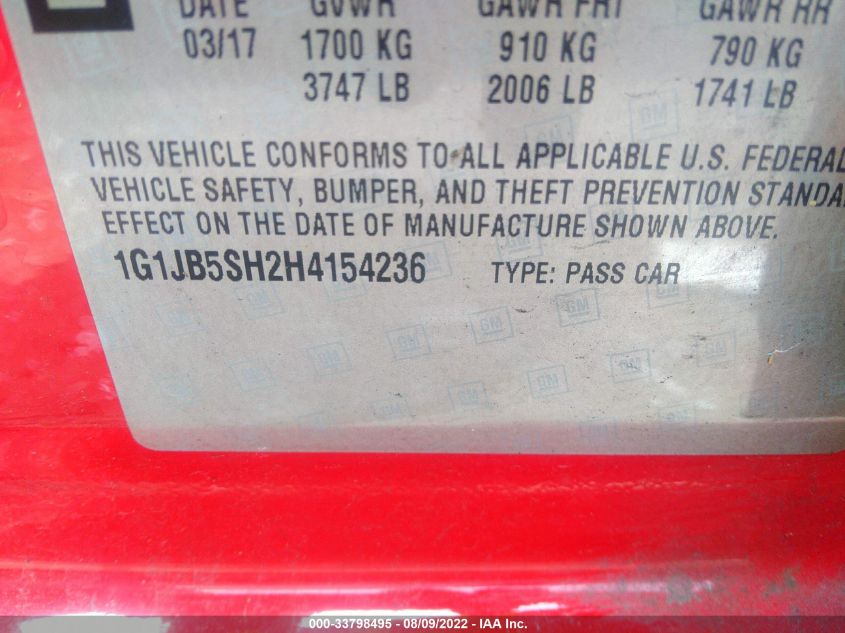 DATE GVWR GAWR FRT GAWR RR
03/17 1700 KG 910 KG 790 KG
3747 LB 2006 LB 1741 LB
THIS VEHICLE CONFORMS TO ALL APPLICABLE U.S. FEDERAL
VEHICLE SAFETY, BUMPER, AND THEFT PREVENTION STANDA
EFFECT ON THE DATE OF MANUFACTURE SHOWN ABOVE.
1G1JB5SH2H4154236 TYPE: PASS CAR
000-33798495 - 08/09/2022 - IAA Inc.